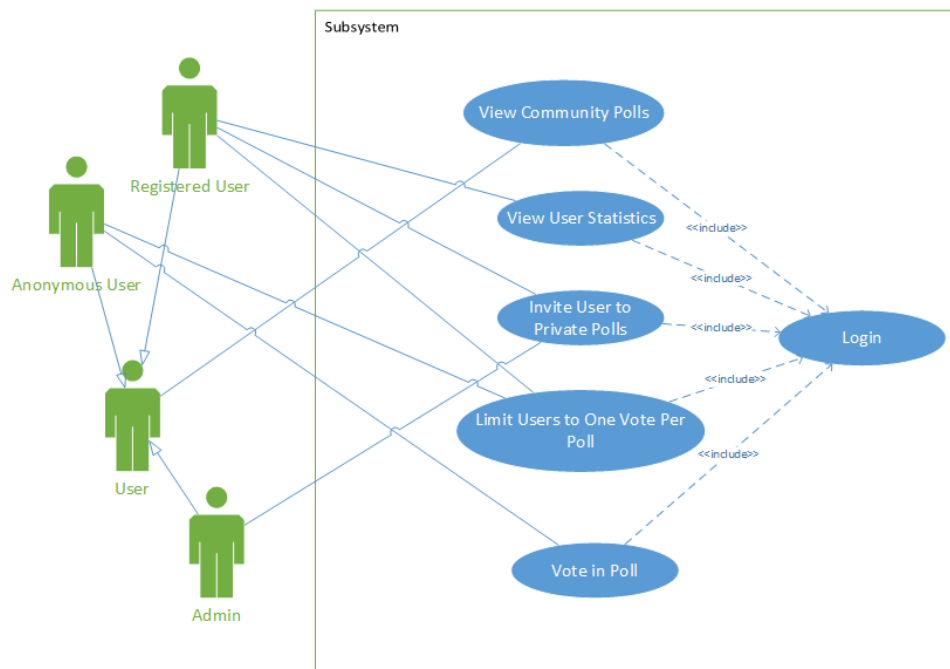 Subsystem
View Community Polls
Registered User
View User Statistics
<<include>>
<<include>>
Anonymous User
Invite User to
Private Polls
<<include>>
Login
<<include>>
Limit Users to One Vote Per
Poll
<<include>>
User
Vote in Poll
Admin